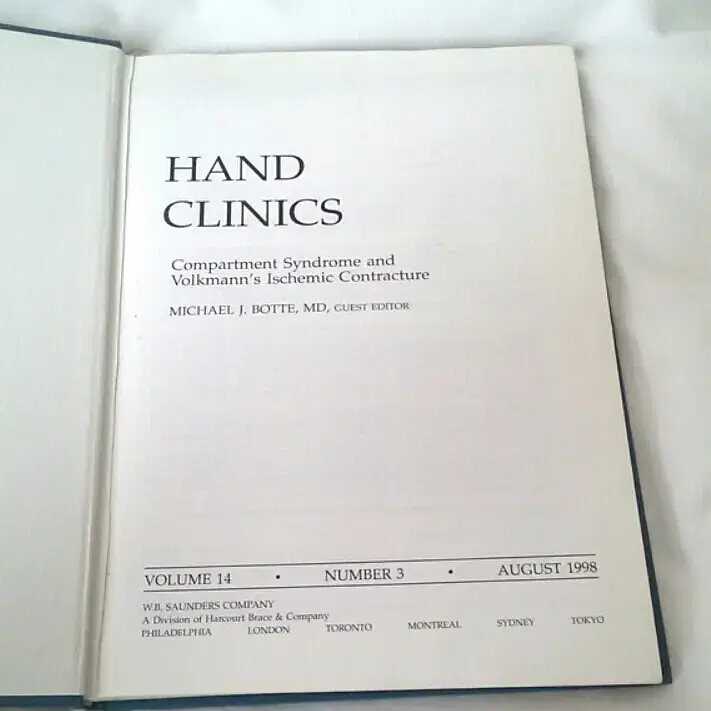 HAND
CLINICS
Compartment Syndrome and
Volkmann's Ischemic Contracture
MICHAEL J. BOTTE, MD, GUEST EDITOR
VOLUME 14 • NUMBER 3 • AUGUST 1998
W.B. SAUNDERS COMPANY
A Division of Harcourt Brace & Company
PHILADELPHIA LONDON TORONTO MONTREAL SYDNEY TOKYO